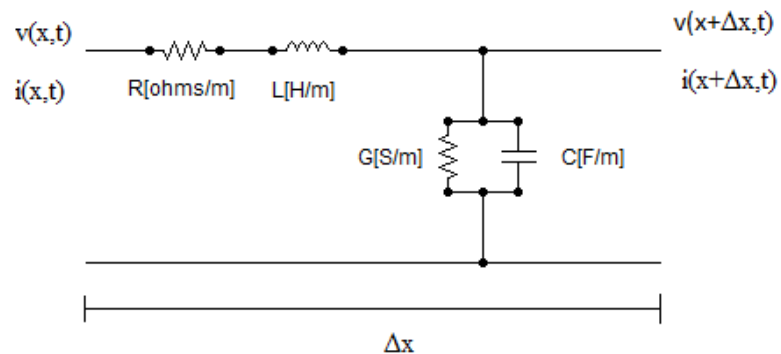 v(x,t)
v(x+Δx,t)
i(x,t)
R[ohms/m]
L[H/m]
i(x+Δx,t)
G[S/m]
C[F/m]
Δx